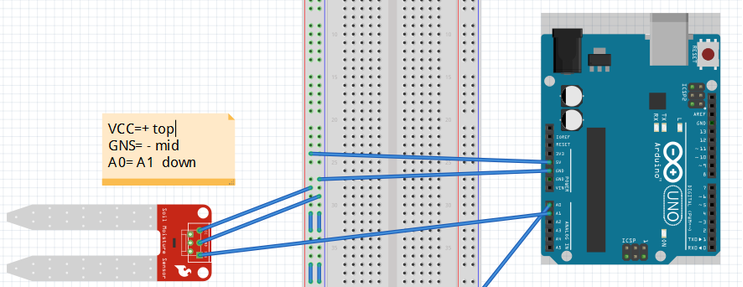 VCC=+ top
GNS= - mid
A0= A1 down
Soil Moisture Sensor
RESET
ICSP2
IOREF
RESET
3V3
5V
GND
GND
VIN
POWER
AREF
GND
13
12
~11
~10
~9
8
L
TX
RX
Arduino
UNO
DIGITAL (PWM~)
7
~6
~5
4
~3
2
TX▸1
RX◂0
A0
A1
A2
A3
A4
A5
ANALOG IN
ON
ICSP
1